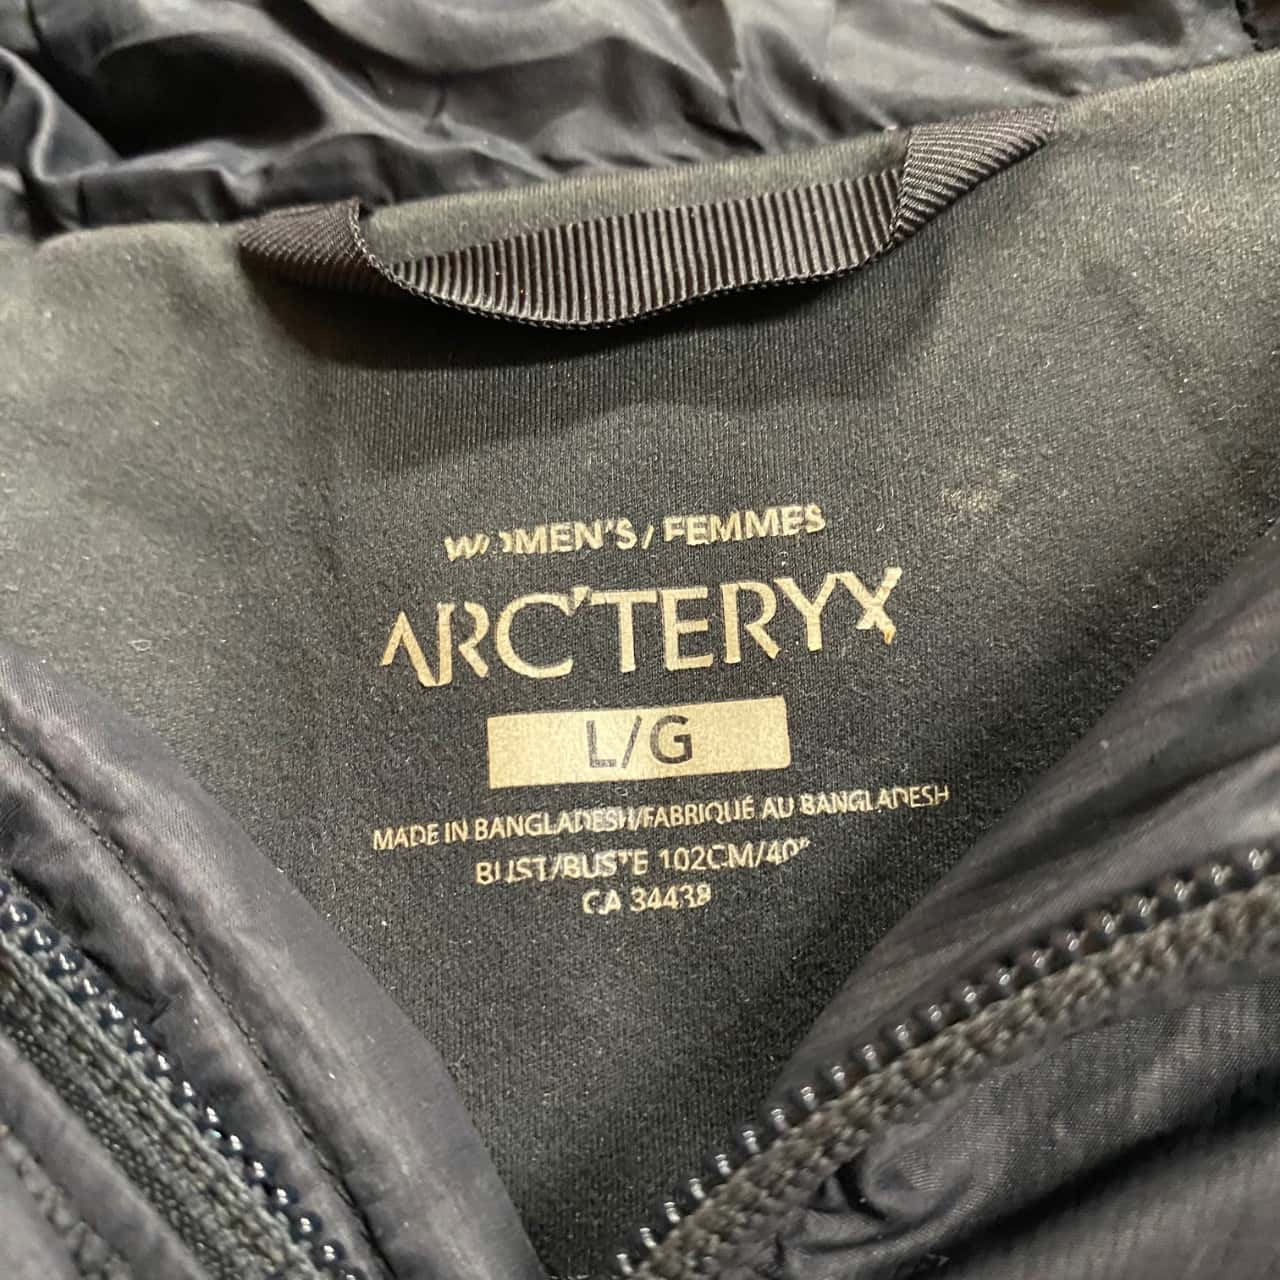 WOMEN'S / FEMMES
ARC'TERYX
L/G
MADE IN BANGLADESH/FABRIQUÉ AU BANGLADESH
BUST/BUSTE 102CM/40"
CA 34438